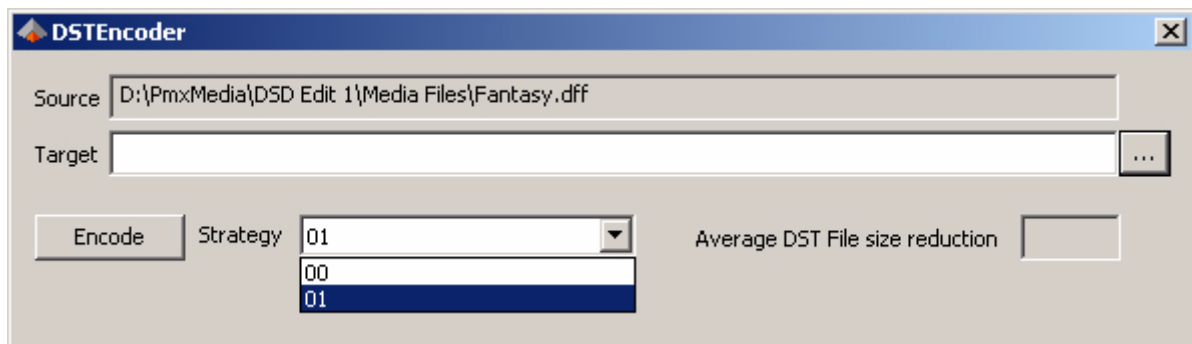 DSTEncoder
Source D:\PmxMedia\DSD Edit 1\Media Files\Fantasy.dff
Target ...
Encode Strategy 01 Average DST File size reduction
00
01